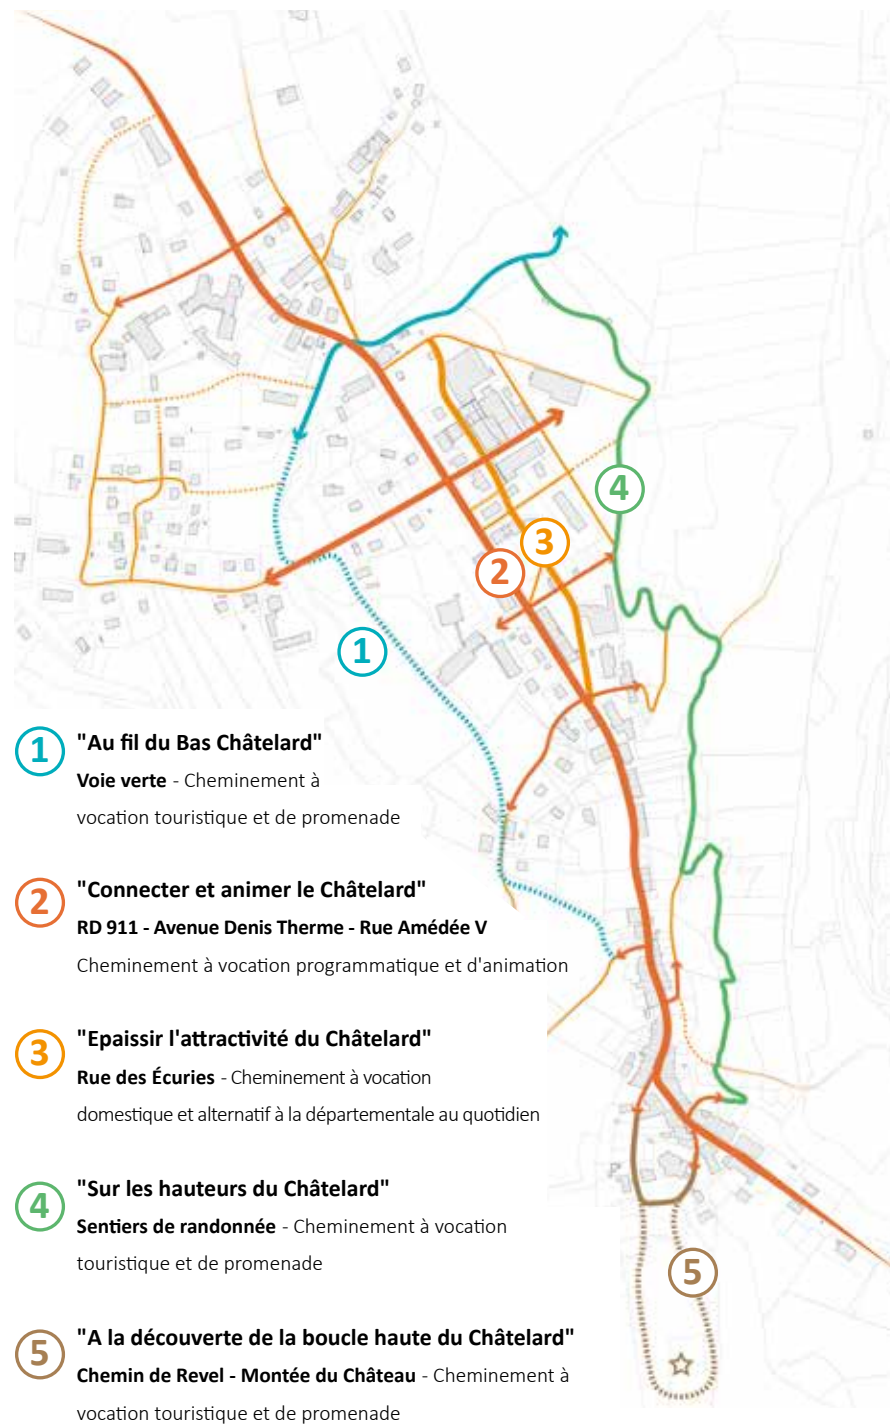 4
3
2
1
1
"Au fil du Bas Châtelard"
Voie verte - Cheminement à
vocation touristique et de promenade
2
"Connecter et animer le Châtelard"
RD 911 - Avenue Denis Therme - Rue Amédée V
Cheminement à vocation programmatique et d'animation
3
"Epaissir l'attractivité du Châtelard"
Rue des Écuries - Cheminement à vocation
domestique et alternatif à la départementale au quotidien
4
"Sur les hauteurs du Châtelard"
Sentiers de randonnée - Cheminement à vocation
touristique et de promenade
5
5
"A la découverte de la boucle haute du Châtelard"
Chemin de Revel - Montée du Château - Cheminement à
vocation touristique et de promenade